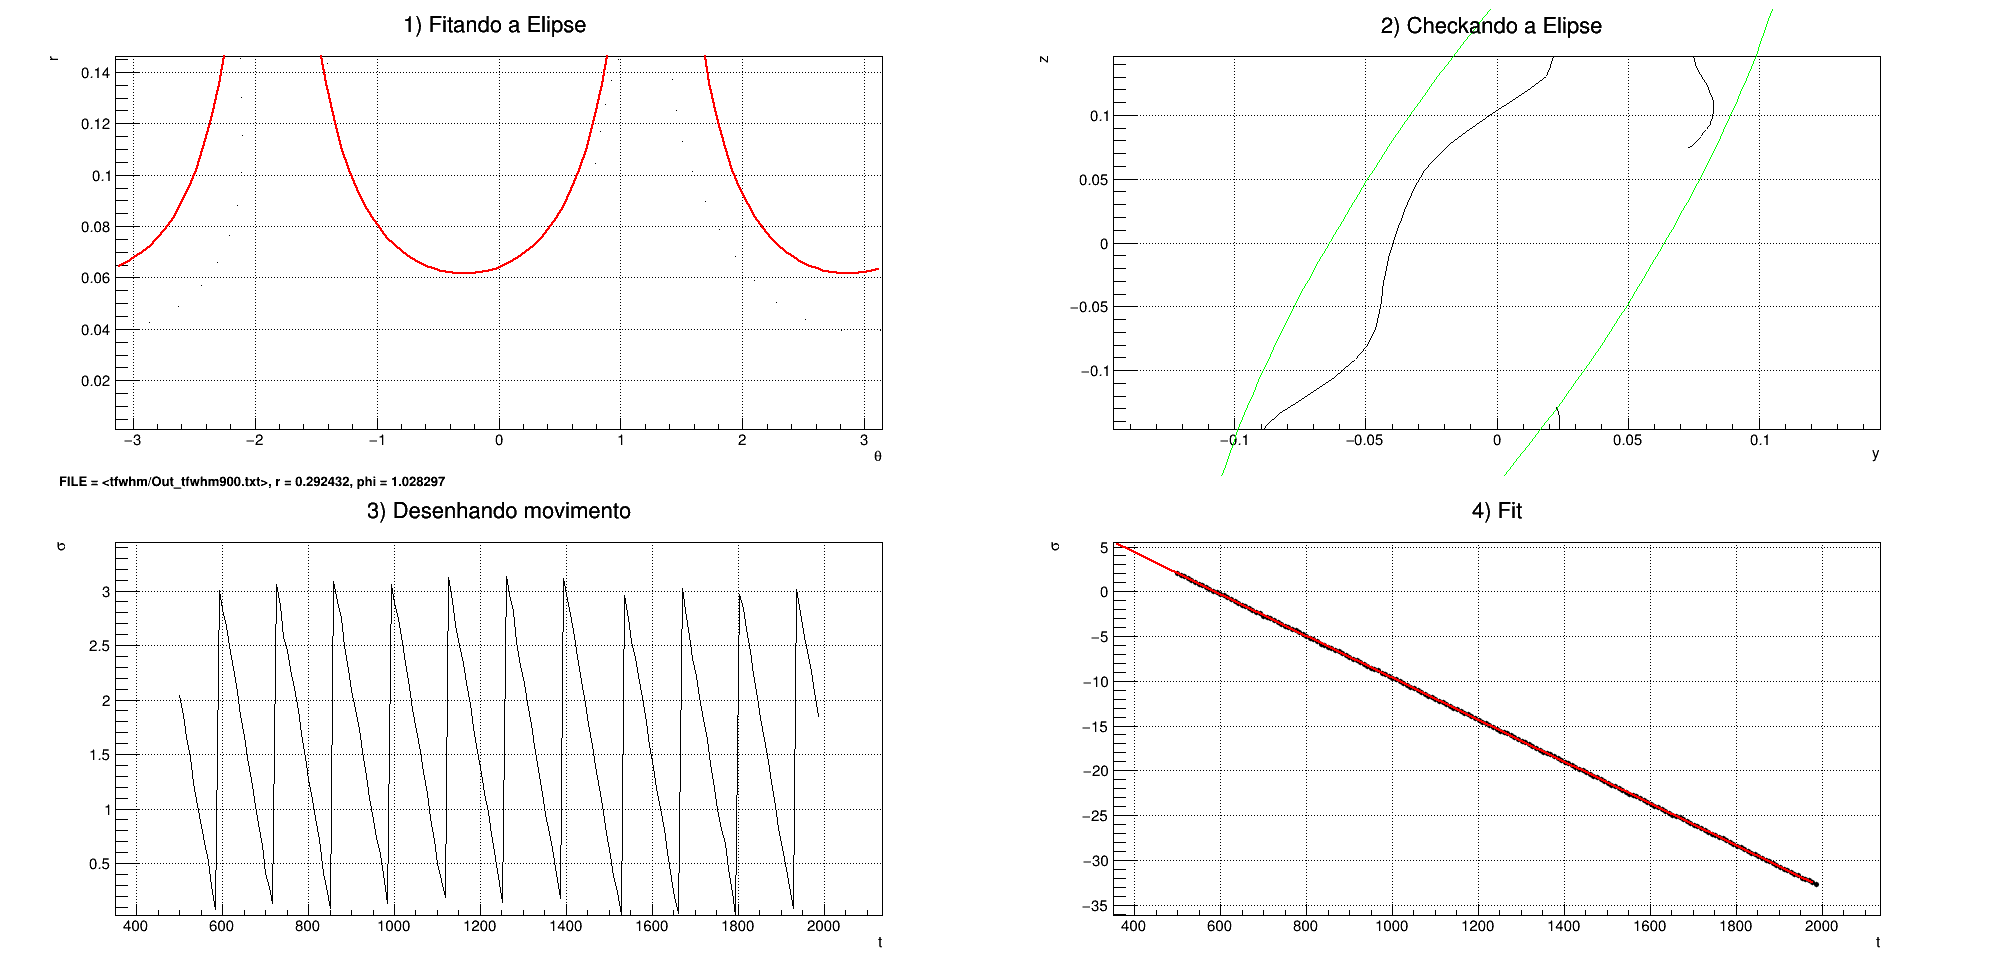 1) Fitando a Elipse
r
0.14
0.12
0.1
0.08
0.06
0.04
0.02
−3 −2 −1 0 1 2 3
θ
2) Checkando a Elipse
z
0.1
0.05
0
−0.05
−0.1
−0.1 −0.05 0 0.05 0.1
y
FILE = <tfwhm/Out_tfwhm900.txt>, r = 0.292432, phi = 1.028297
3) Desenhando movimento
σ
3
2.5
2
1.5
1
0.5
400 600 800 1000 1200 1400 1600 1800 2000
t
4) Fit
σ
5
0
−5
−10
−15
−20
−25
−30
−35
400 600 800 1000 1200 1400 1600 1800 2000
t